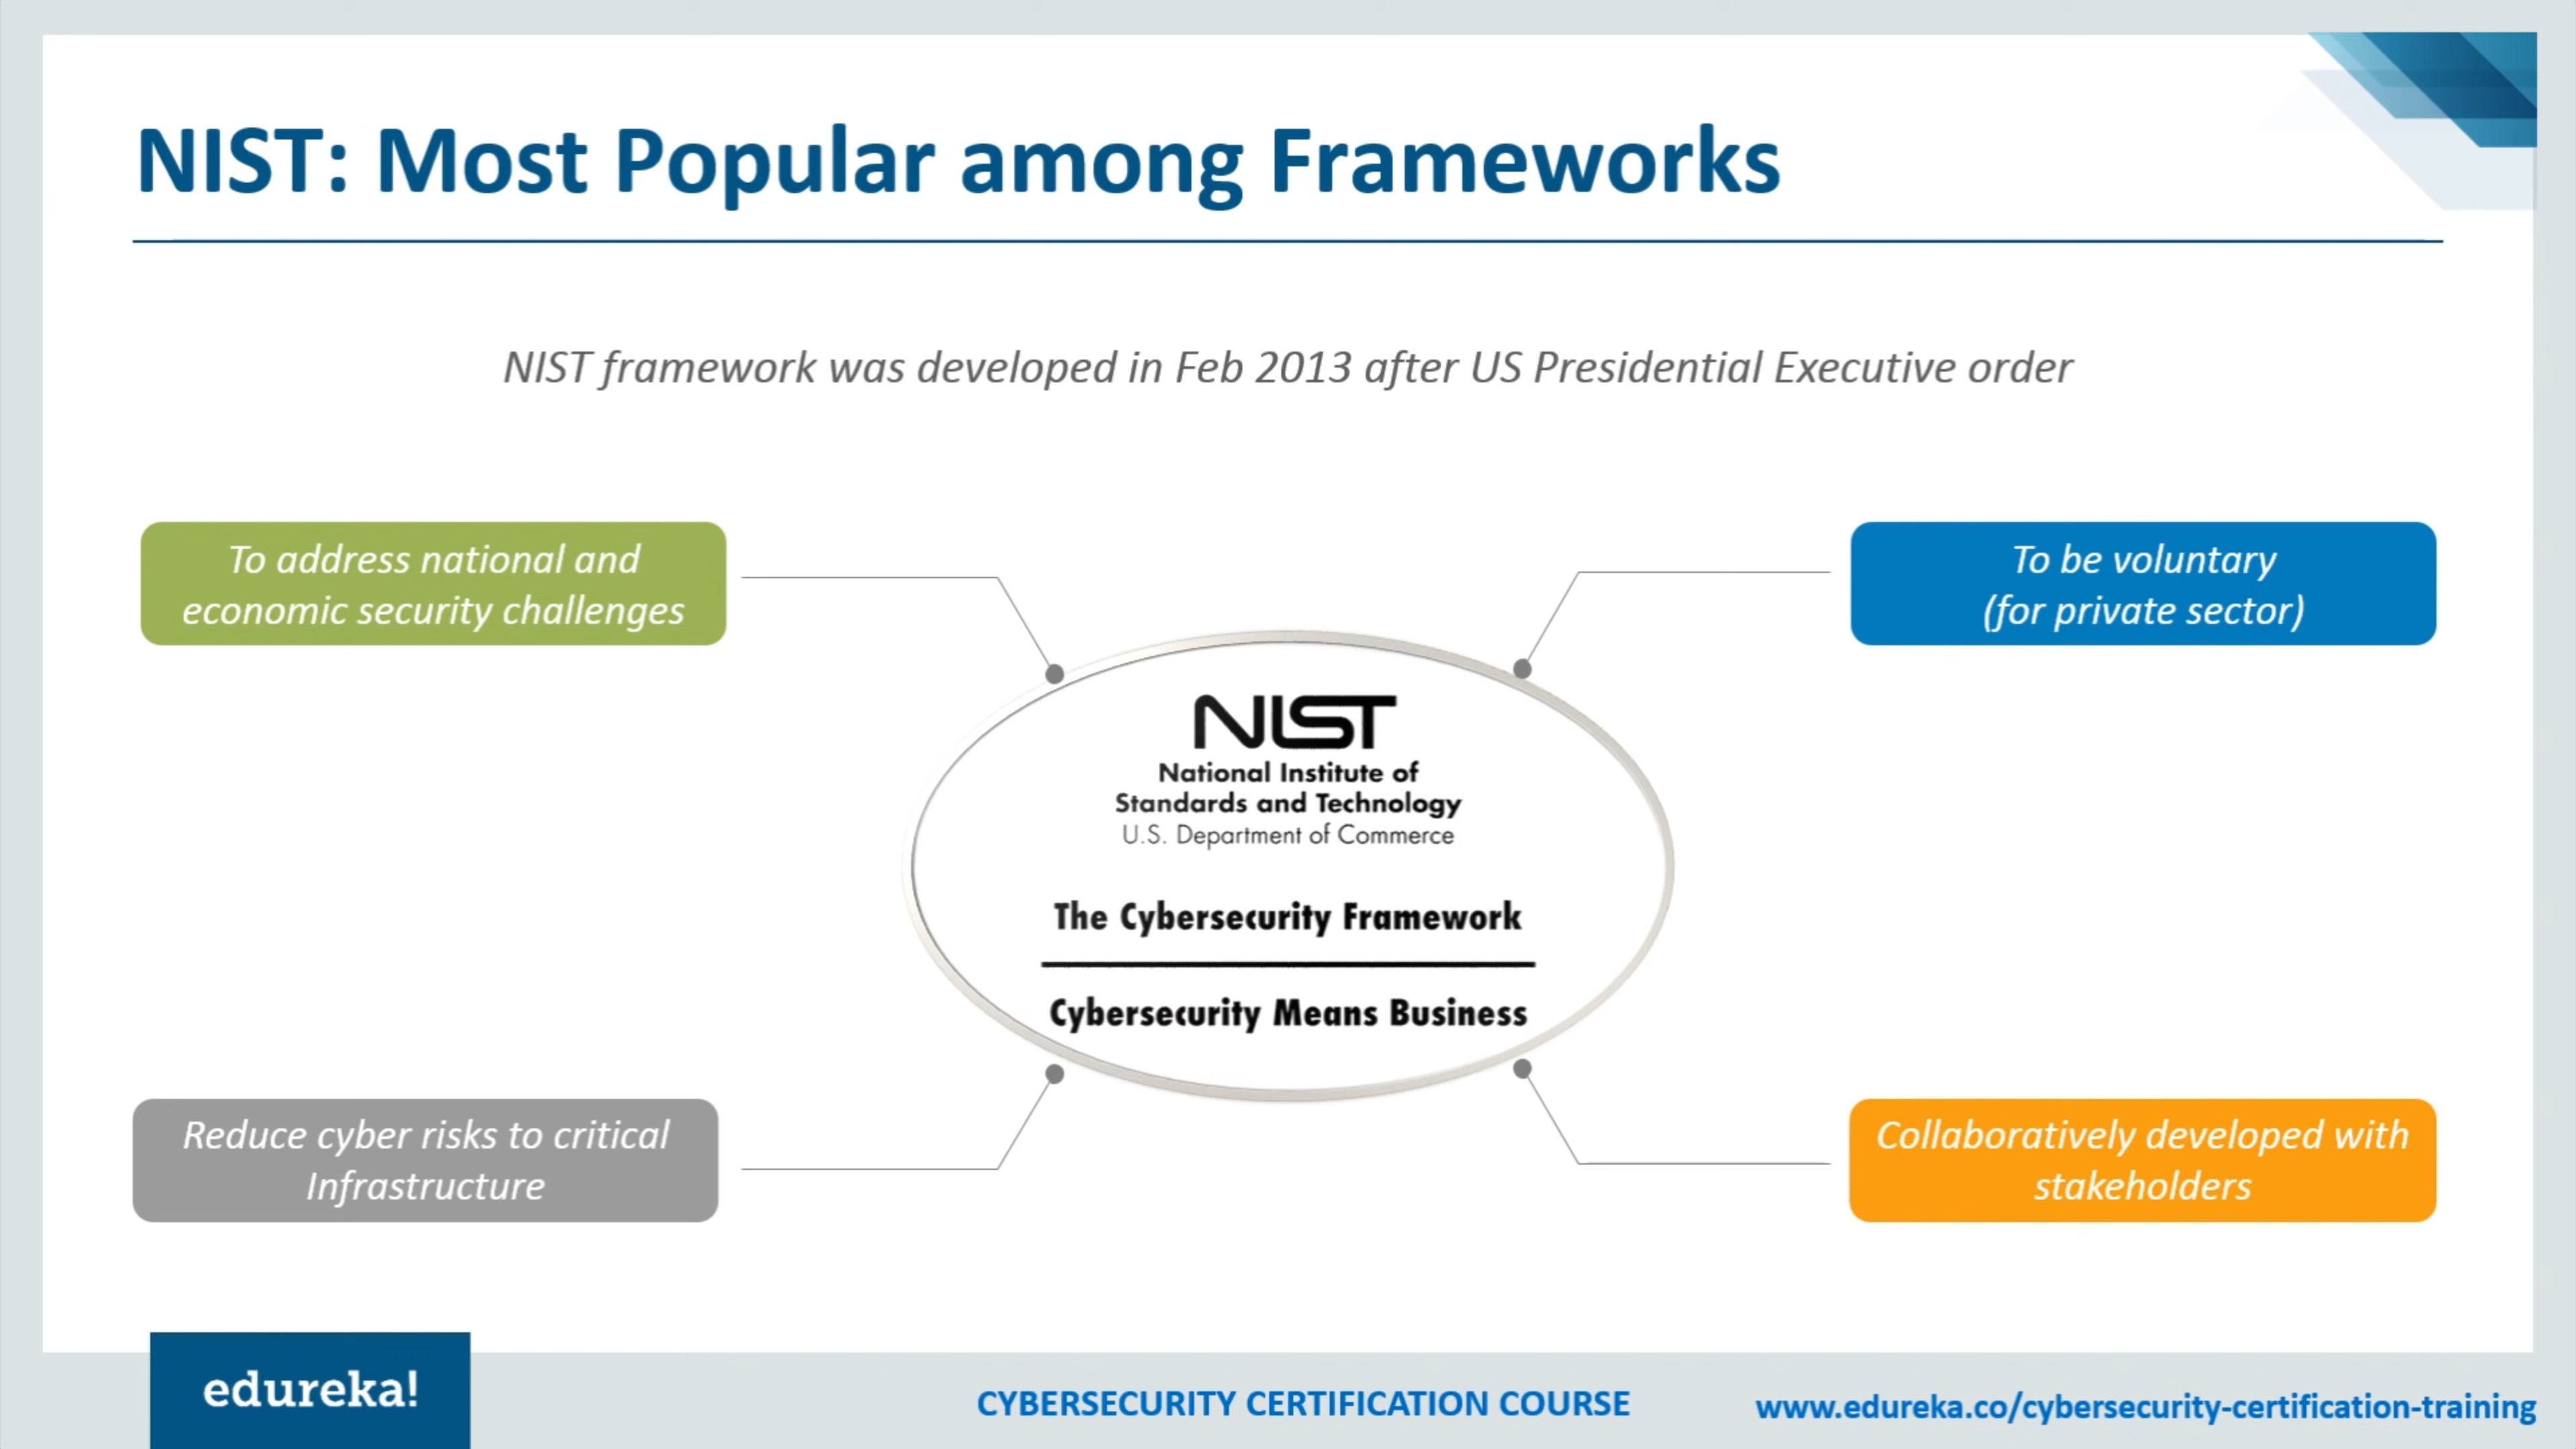 NIST: Most Popular among Frameworks
NIST framework was developed in Feb 2013 after US Presidential Executive order
To address national and
economic security challenges
To be voluntary
(for private sector)
NIST
National Institute of
Standards and Technology
U.S. Department of Commerce
The Cybersecurity Framework
Cybersecurity Means Business
Reduce cyber risks to critical
Infrastructure
Collaboratively developed with
stakeholders
edureka!
CYBERSECURITY CERTIFICATION COURSE
www.edureka.co/cybersecurity-certification-training